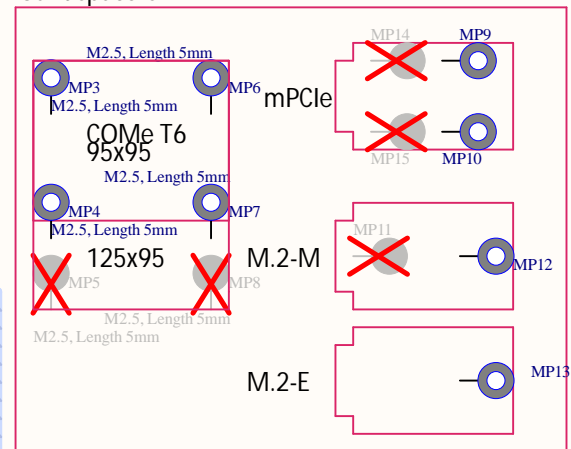 M2.5, Length 5mm
MP14
MP9
MP3
MP6
M2.5, Length 5mm
mPCIe
COMe T6
95x95
MP15
MP10
M2.5, Length 5mm
MP4
MP7
M2.5, Length 5mm
MP11
125x95
M.2-M
MP12
MP5
MP8
M2.5, Length 5mm
M2.5, Length 5mm
M.2-E
MP13